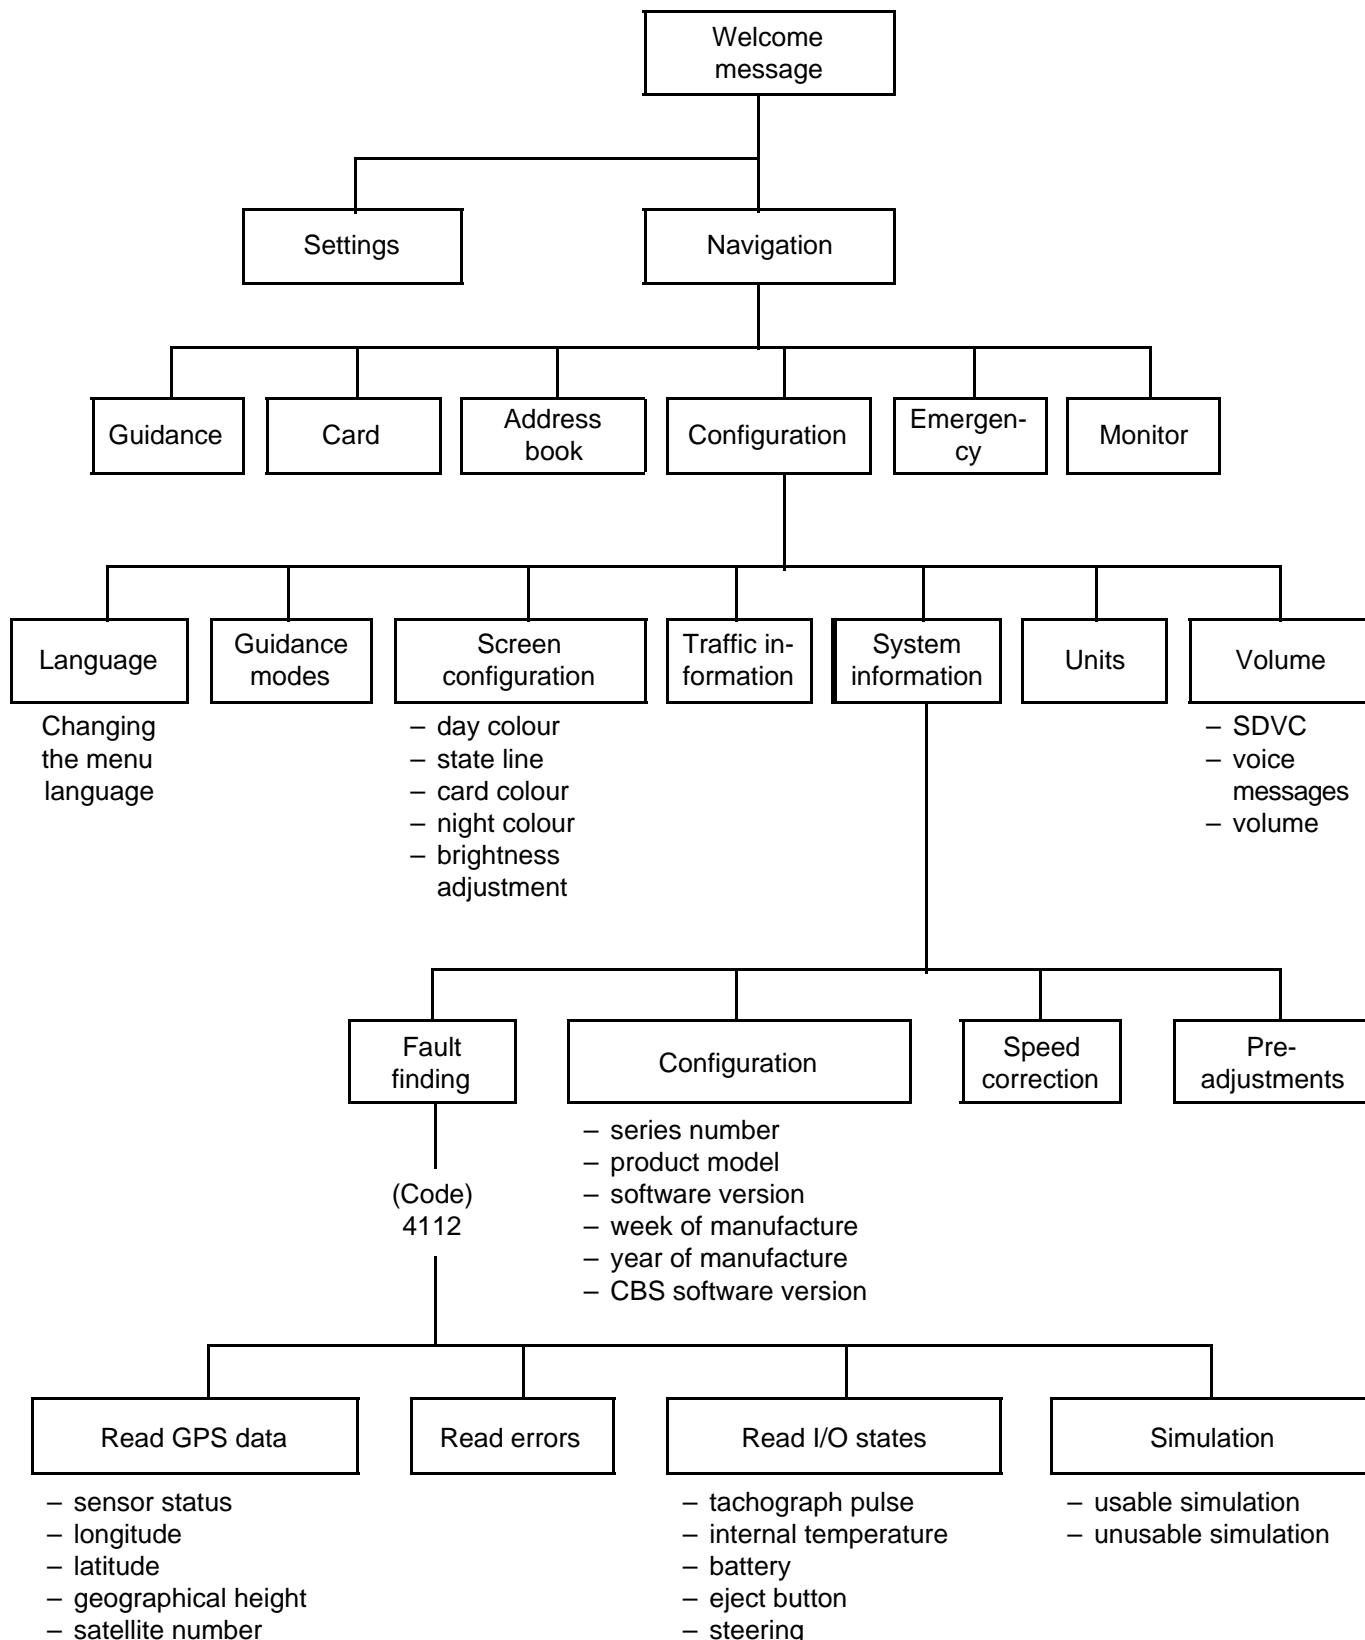 Welcome
message
Settings
Navigation
Guidance
Card
Address
book
Configuration
Emergen-
cy
Monitor
Language
Guidance
modes
Screen
configuration
Traffic in-
formation
System
information
Units
Volume
Changing
the menu
language
– day colour
– state line
– card colour
– night colour
– brightness
adjustment
– SDVC
– voice
messages
– volume
Fault
finding
Configuration
Speed
correction
Pre-
adjustments
(Code)
4112
– series number
– product model
– software version
– week of manufacture
– year of manufacture
– CBS software version
Read GPS data
Read errors
Read I/O states
Simulation
– sensor status
– longitude
– latitude
– geographical height
– satellite number
– tachograph pulse
– internal temperature
– battery
– eject button
– steering
– usable simulation
– unusable simulation